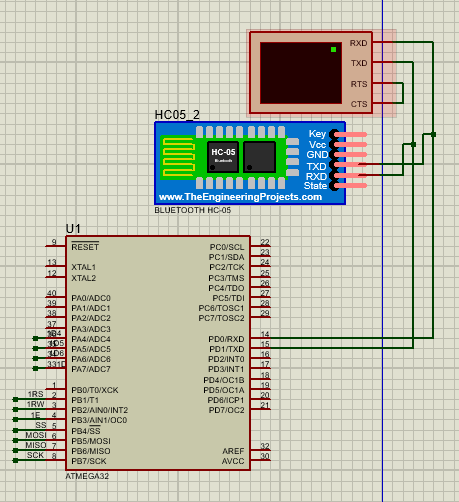 RXD
TXD
RTS
CTS
HC05_2
HC-05
Bluetooth
Key
Vcc
GND
TXD
RXD
State
www.TheEngineeringProjects.com
BLUETOOTH HC-05
U1
9 RESET PC0/SCL 22
PC1/SDA 23
13 XTAL1 PC2/TCK 24
12 XTAL2 PC3/TMS 25
PC4/TDO 26
40 PA0/ADC0 PC5/TDI 27
39 PA1/ADC1 PC6/TOSC1 28
38 PA2/ADC2 PC7/TOSC2 29
37 PA3/ADC3
PA4/ADC4 PD0/RXD 14
PA5/ADC5 PD1/TXD 15
PA6/ADC6 PD2/INT0 16
PA7/ADC7 PD3/INT1 17
PD4/OC1B 18
1 PB0/T0/XCK PD5/OC1A 19
1RS 2 PB1/T1 PD6/ICP1 20
1RW 3 PB2/AIN0/INT2 PD7/OC2 21
1E 4 PB3/AIN1/OC0
SS 5 PB4/SS
MOSI 6 PB5/MOSI
MISO 7 PB6/MISO AREF 32
SCK 8 PB7/SCK AVCC 30
ATMEGA32